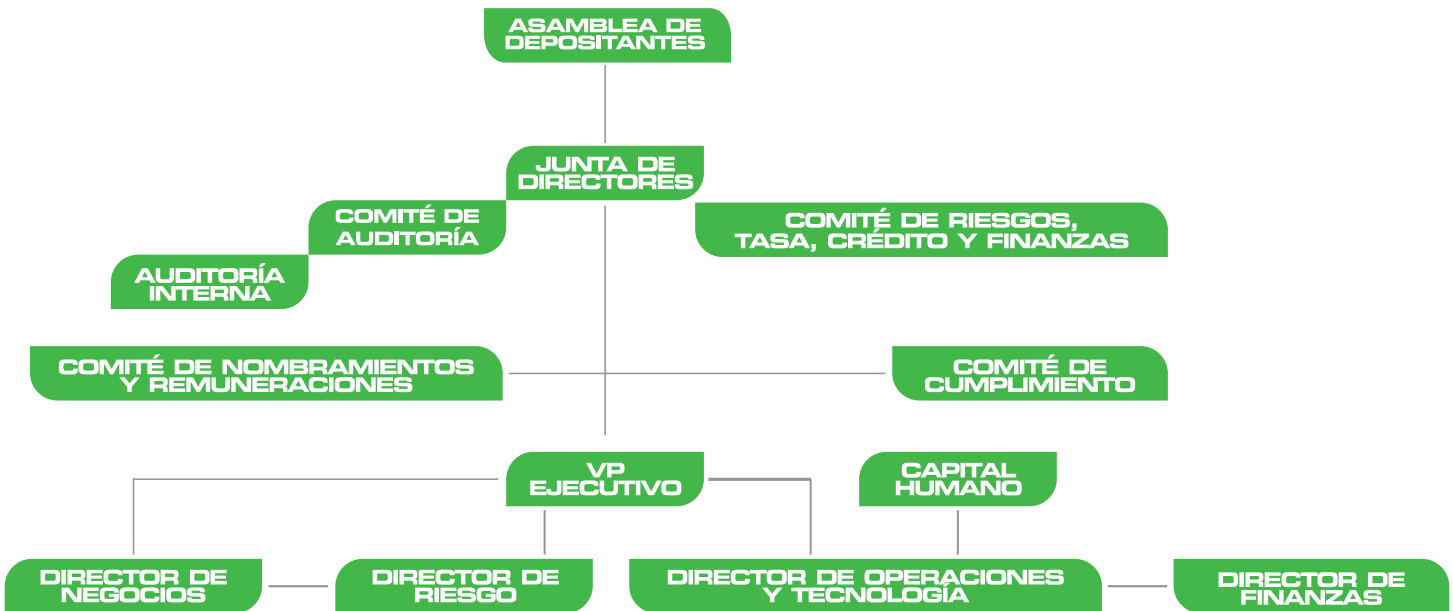 ASAMBLEA DE
DEPOSITANTES
JUNTA DE
DIRECTORES
COMITÉ DE
AUDITORÍA
COMITÉ DE RIESGOS,
TASA, CRÉDITO Y FINANZAS
AUDITORÍA
INTERNA
COMITÉ DE NOMBRAMIENTOS
Y REMUNERACIONES
COMITÉ DE
CUMPLIMIENTO
VP
EJECUTIVO
CAPITAL
HUMANO
DIRECTOR DE
NEGOCIOS
DIRECTOR DE
RIESGO
DIRECTOR DE OPERACIONES
Y TECNOLOGÍA
DIRECTOR DE
FINANZAS